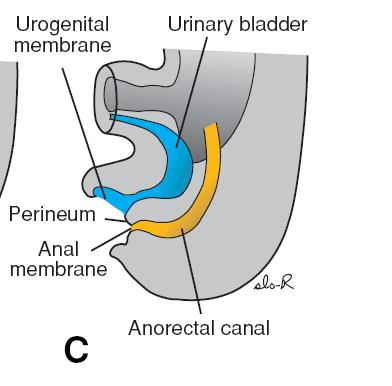 Urogenital
membrane
Urinary bladder
Perineum
Anal
membrane
Anorectal canal
sls-R
C